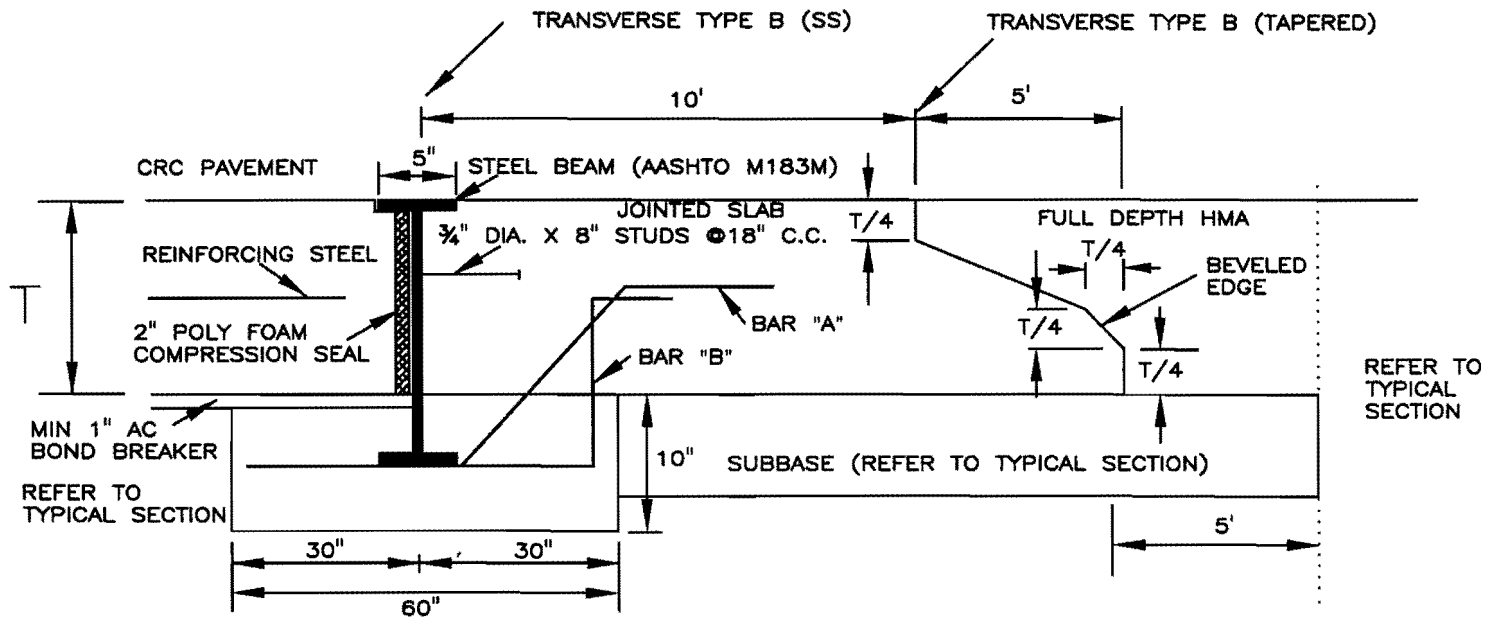 TRANSVERSE TYPE B (SS)
TRANSVERSE TYPE B (TAPERED)
10'
5'
CRC PAVEMENT
5"
STEEL BEAM (AASHTO M183M)
JOINTED SLAB
¾" DIA. X 8" STUDS @18" C.C.
T/4
FULL DEPTH HMA
T/4
REINFORCING STEEL
BEVELED
EDGE
T
2" POLY FOAM
COMPRESSION SEAL
BAR "A"
T/4
BAR "B"
T/4
REFER TO
TYPICAL
SECTION
MIN 1" AC
BOND BREAKER
10"
SUBBASE (REFER TO TYPICAL SECTION)
REFER TO
TYPICAL SECTION
5'
30"
30"
60"